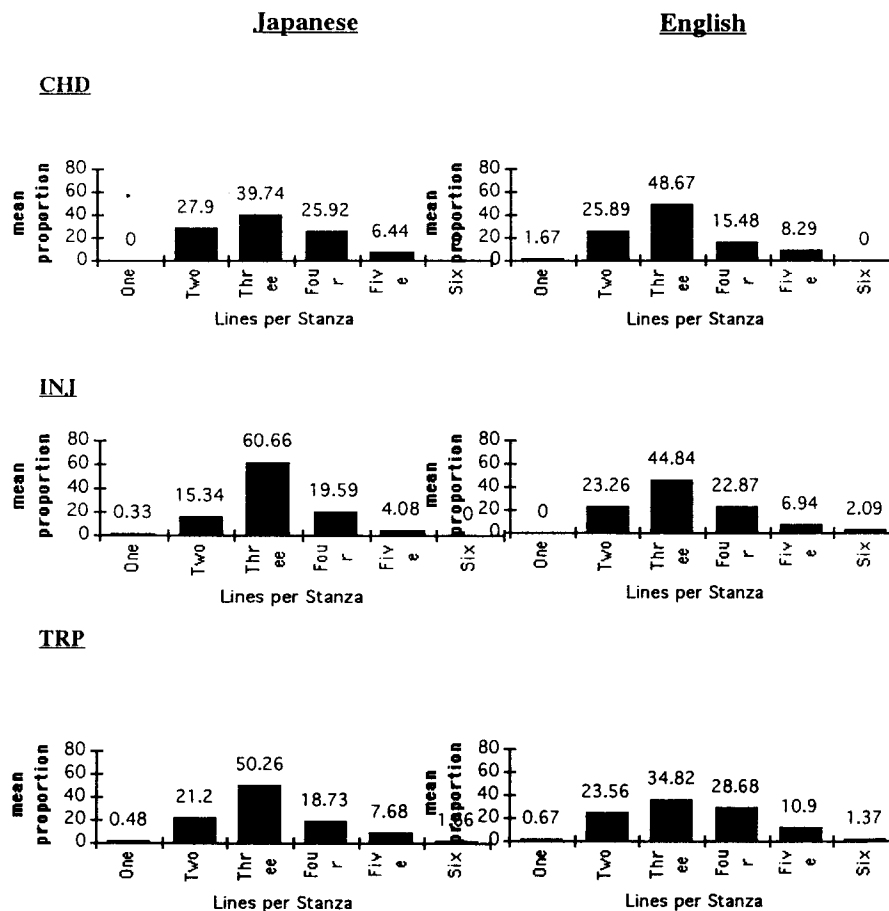 Japanese English
CHD
mean proportion
80
60
40
20
0
0 27.9 39.74 25.92 6.44
One Two Thr ee Fou r Fiv e Six
Lines per Stanza
mean proportion
80
60
40
20
0
1.67 25.89 48.67 15.48 8.29 0
One Two Thr ee Fou r Fiv e Six
Lines per Stanza
INJ
mean proportion
80
60
40
20
0
0.33 15.34 60.66 19.59 4.08 0
One Two Thr ee Fou r Fiv e Six
Lines per Stanza
mean proportion
80
60
40
20
0
0 23.26 44.84 22.87 6.94 2.09
One Two Thr ee Fou r Fiv e Six
Lines per Stanza
TRP
mean proportion
80
60
40
20
0
0.48 21.2 50.26 18.73 7.68
One Two Thr ee Fou r Fiv e Six
Lines per Stanza
mean proportion
80
60
40
20
0
0.67 23.56 34.82 28.68 10.9 1.37
One Two Thr ee Fou r Fiv e Six
Lines per Stanza